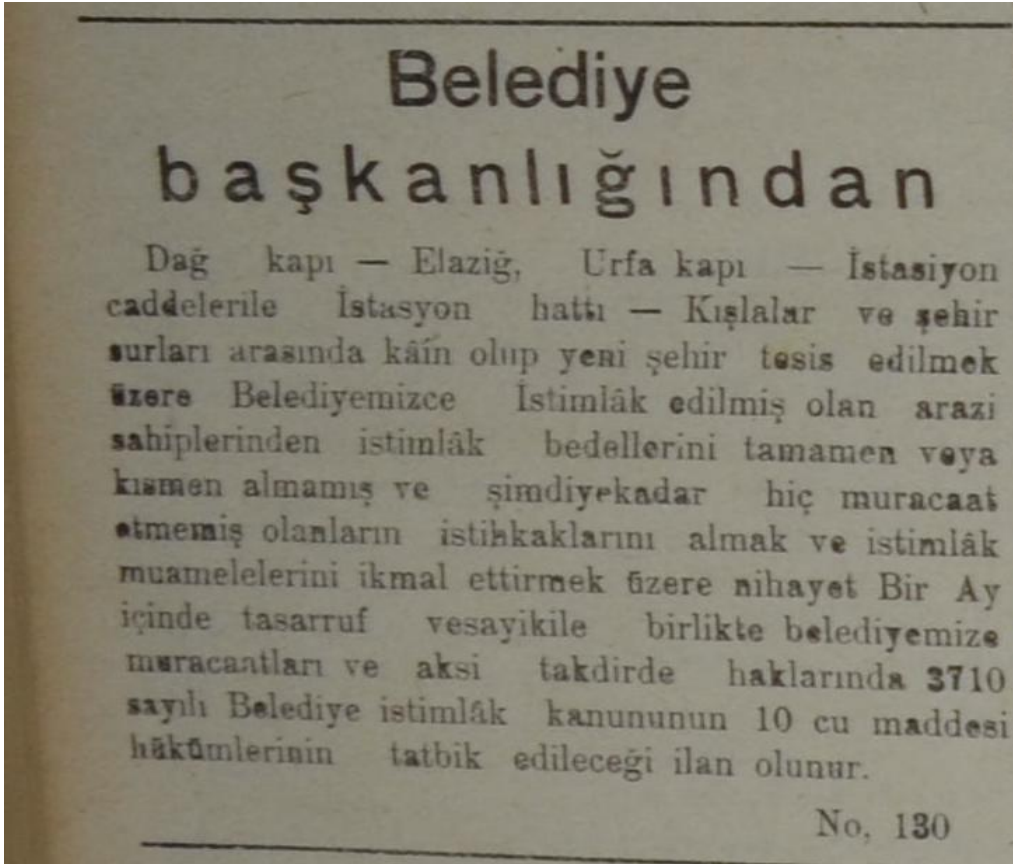 Belediye
başkanlığından
Dağ kapı — Elaziğ, Urfa kapı — İstasiyon
caddelerile İstasyon hattı — Kışlalar ve şehir
surları arasında kâin olup yeni şehir tesis edilmek
üzere Belediyemizce İstimlâk edilmiş olan arazi
sahiplerinden istimlâk bedellerini tamamen veya
kısmen almamış ve şimdiyekadar hiç muracaat
etmemiş olanların istihkaklarını almak ve istimlâk
muamelelerini ikmal ettirmek üzere nihayet Bir Ay
içinde tasarruf vesayikile birlikte belediyemize
muracaatları ve aksi takdirde haklarında 3710
sayılı Belediye istimlâk kanununun 10 cu maddesi
hükümlerinin tatbik edileceği ilan olunur.
No, 130